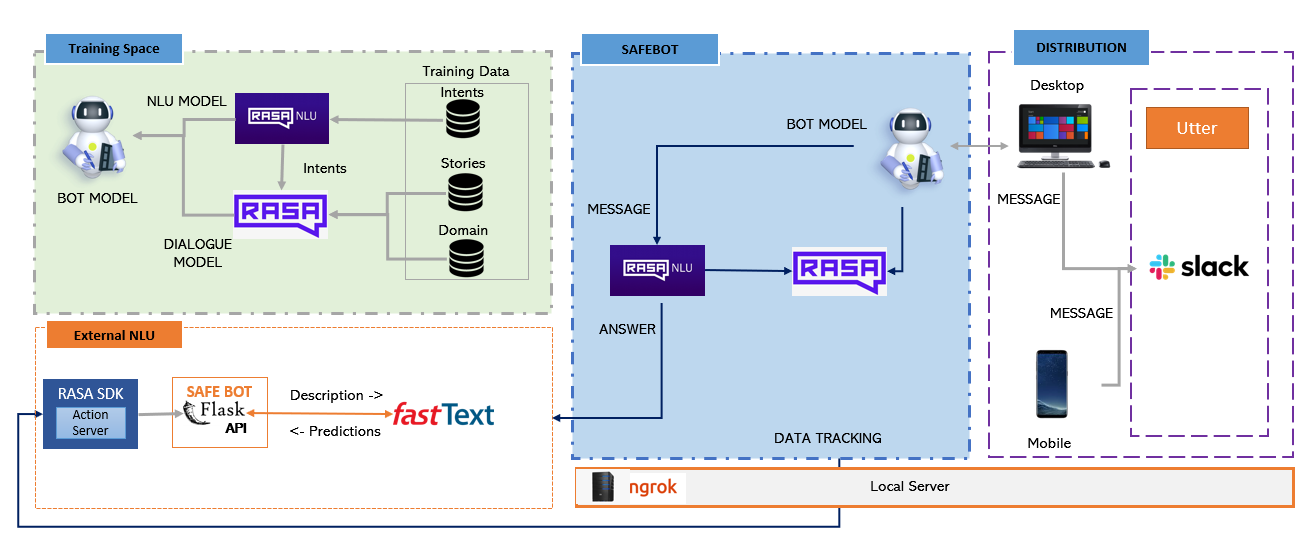 Training Space
Training Data
Intents
NLU MODEL
RASA NLU
Intents
Stories
BOT MODEL
RASA
Domain
DIALOGUE
MODEL
External NLU
RASA SDK
Action
Server
SAFE BOT
Flask
API
Description ->
fastText
<- Predictions
SAFEBOT
BOT MODEL
MESSAGE
RASA NLU
RASA
ANSWER
DATA TRACKING
DISTRIBUTION
Desktop
Utter
MESSAGE
slack
MESSAGE
Mobile
ngrok
Local Server